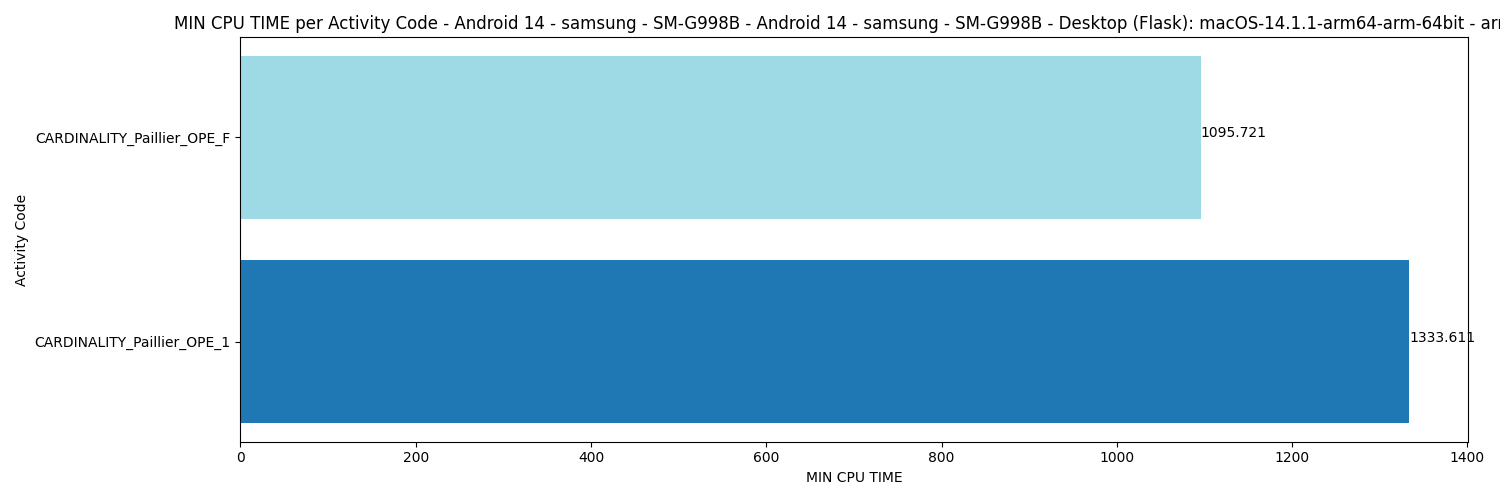 MIN CPU TIME per Activity Code - Android 14 - samsung - SM-G998B - Android 14 - samsung - SM-G998B - Desktop (Flask): macOS-14.1.1-arm64-arm-64bit -
CARDINALITY_Paillier_OPE_F
1095.721
Activity Code
CARDINALITY_Paillier_OPE_1
1333.611
0 200 400 600 800 1000 1200 1400
MIN CPU TIME